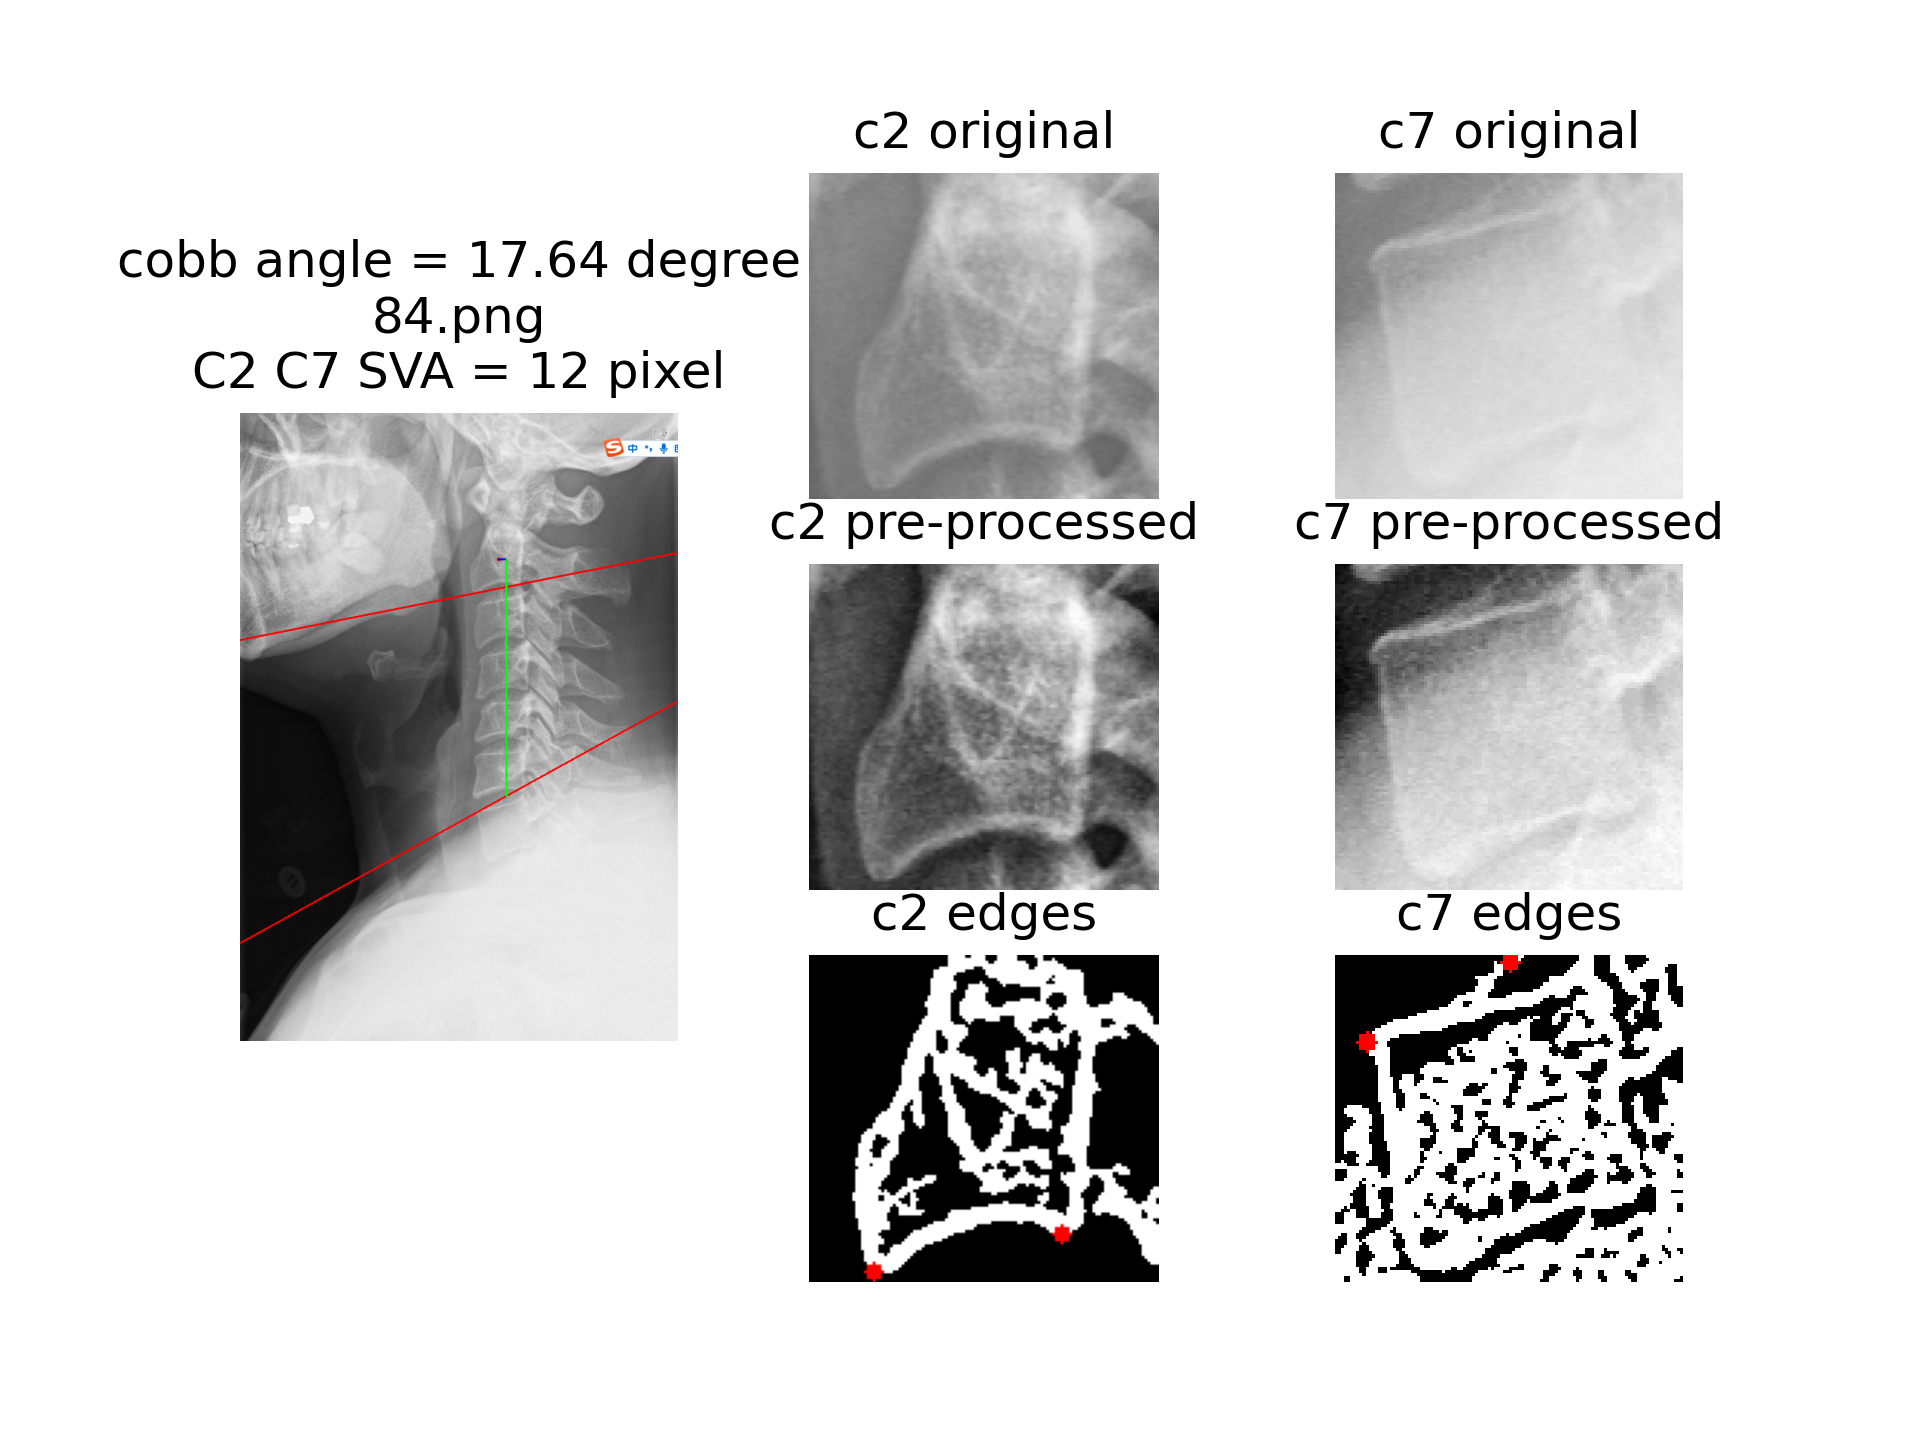 cobb angle = 17.64 degree
84.png
C2 C7 SVA = 12 pixel
S 中
c2 original
c7 original
c2 pre-processed
c7 pre-processed
c2 edges
c7 edges